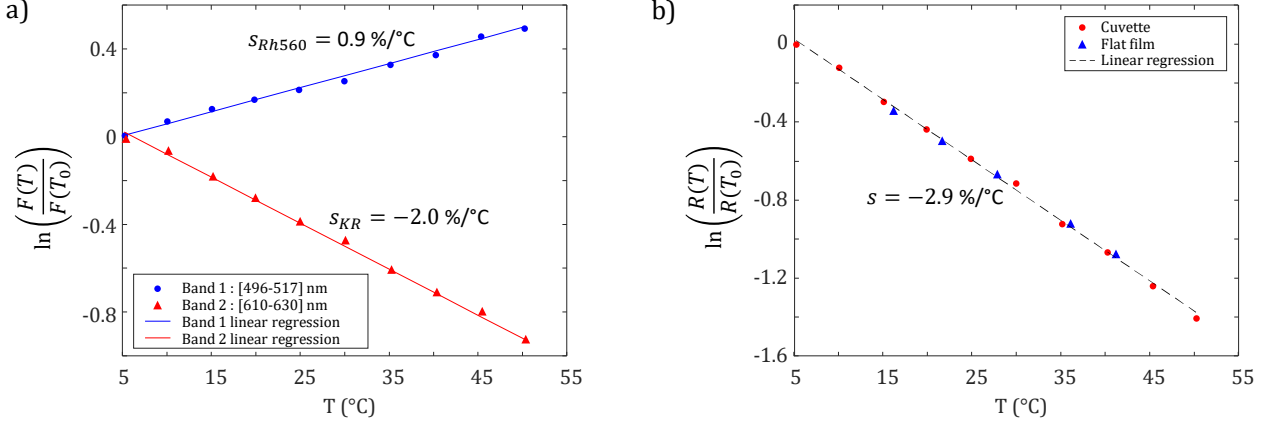 a)
s_Rh560 = 0.9 %/°C
s_KR = −2.0 %/°C
0.4
0
-0.4
-0.8
ln (F(T)/F(T₀))
Band 1 : [496-517] nm
Band 2 : [610-630] nm
Band 1 linear regression
Band 2 linear regression
5 15 25 35 45 55
T (°C)
b)
Cuvette
Flat film
Linear regression
s = −2.9 %/°C
0
-0.4
-0.8
-1.2
-1.6
ln (R(T)/R(T₀))
5 15 25 35 45 55
T (°C)